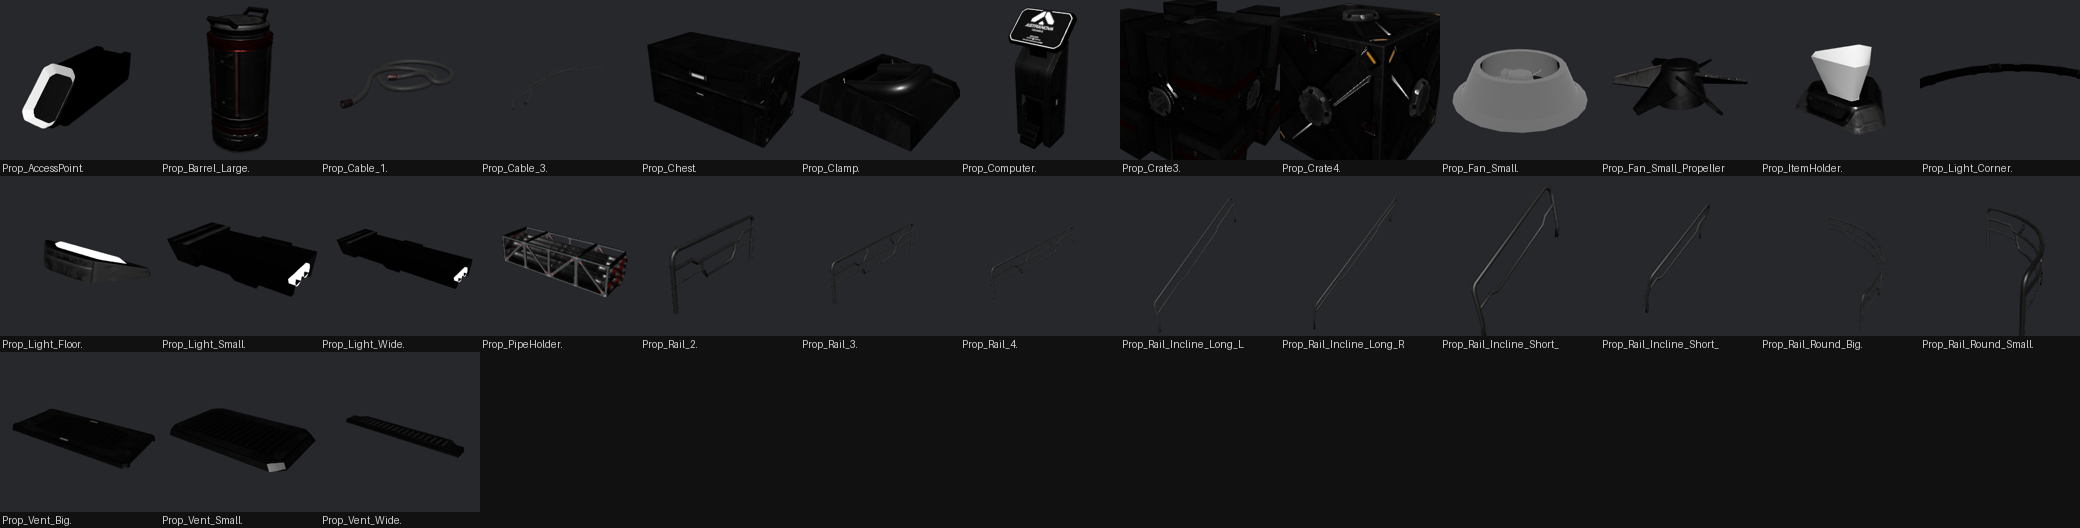 Prop_AccessPoint.
Prop_Barrel_Large.
Prop_Cable_1.
Prop_Cable_3.
Prop_Chest.
Prop_Clamp.
Prop_Computer.
Prop_Crate3.
Prop_Crate4.
Prop_Fan_Small.
Prop_Fan_Small_Propeller
Prop_ItemHolder.
Prop_Light_Corner.
Prop_Light_Floor.
Prop_Light_Small.
Prop_Light_Wide.
Prop_PipeHolder.
Prop_Rail_2.
Prop_Rail_3.
Prop_Rail_4.
Prop_Rail_Incline_Long_L
Prop_Rail_Incline_Long_R
Prop_Rail_Incline_Short_
Prop_Rail_Incline_Short_
Prop_Rail_Round_Big.
Prop_Rail_Round_Small.
Prop_Vent_Big.
Prop_Vent_Small.
Prop_Vent_Wide.